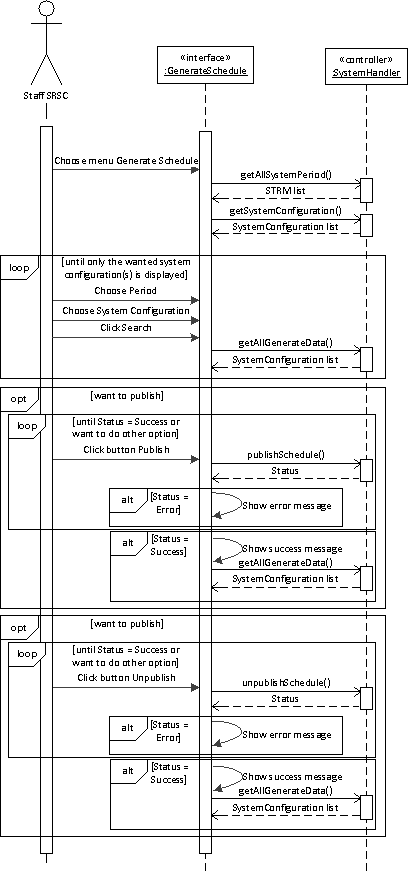 «interface»
:GenerateSchedule
«controller»
SystemHandler
Staff SRSC
Choose menu Generate Schedule
getAllSystemPeriod()
STRM list
getSystemConfiguration()
SystemConfiguration list
loop
[until only the wanted system
configuration(s) is displayed]
Choose Period
Choose System Configuration
Click Search
getAllGenerateData()
SystemConfiguration list
opt
[want to publish]
loop
[until Status = Success or
want to do other option]
Click button Publish
publishSchedule()
Status
alt
[Status =
Error]
Show error message
alt
[Status =
Success]
Show success message
getAllGenerateData()
SystemConfiguration list
opt
[want to publish]
loop
[until Status = Success or
want to do other option]
Click button Unpublish
unpublishSchedule()
Status
alt
[Status =
Error]
Show error message
alt
[Status =
Success]
Show success message
getAllGenerateData()
SystemConfiguration list